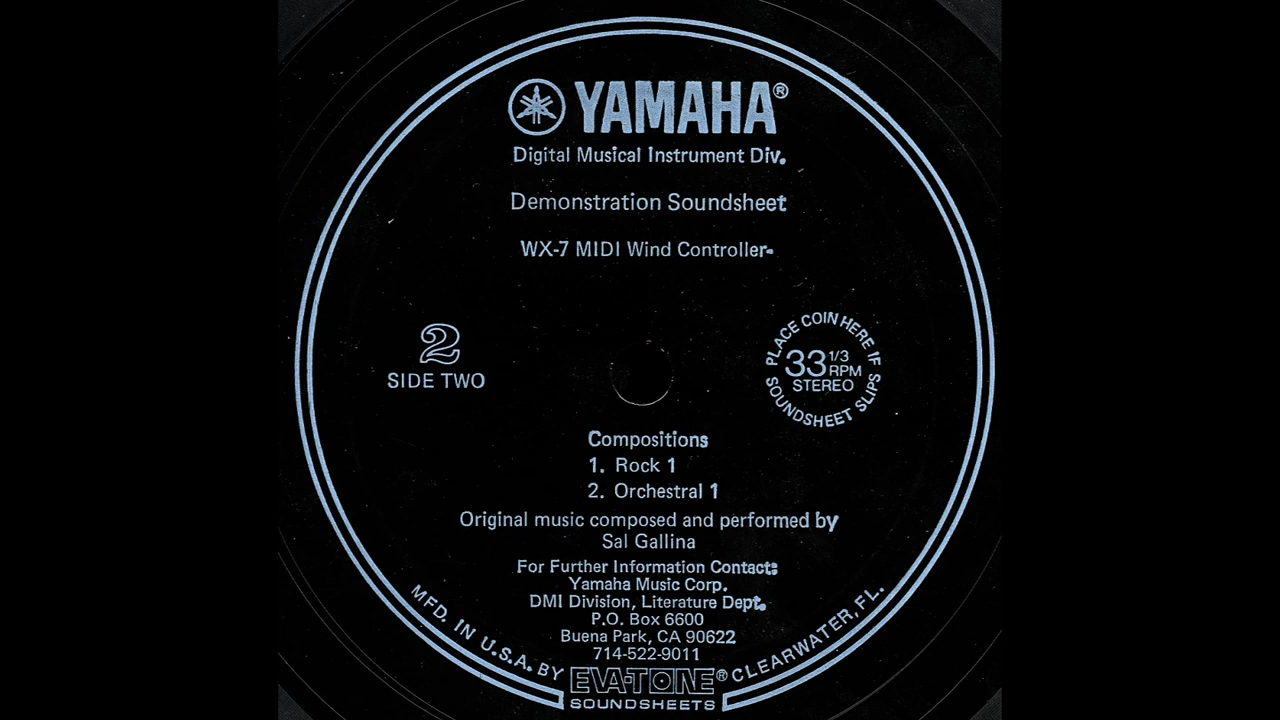 YAMAHA®
Digital Musical Instrument Div.
Demonstration Soundsheet
WX-7 MIDI Wind Controller
2
SIDE TWO
PLACE COIN HERE IF SOUNDSHEET SLIPS
33 1/3 RPM
STEREO
Compositions
1. Rock 1
2. Orchestral 1
Original music composed and performed by
Sal Gallina
For Further Information Contact:
Yamaha Music Corp.
DMI Division, Literature Dept.
P.O. Box 6600
Buena Park, CA 90622
714-522-9011
MFD. IN U.S.A. BY EVA-TONE® CLEARWATER, FL.
SOUNDSHEETS